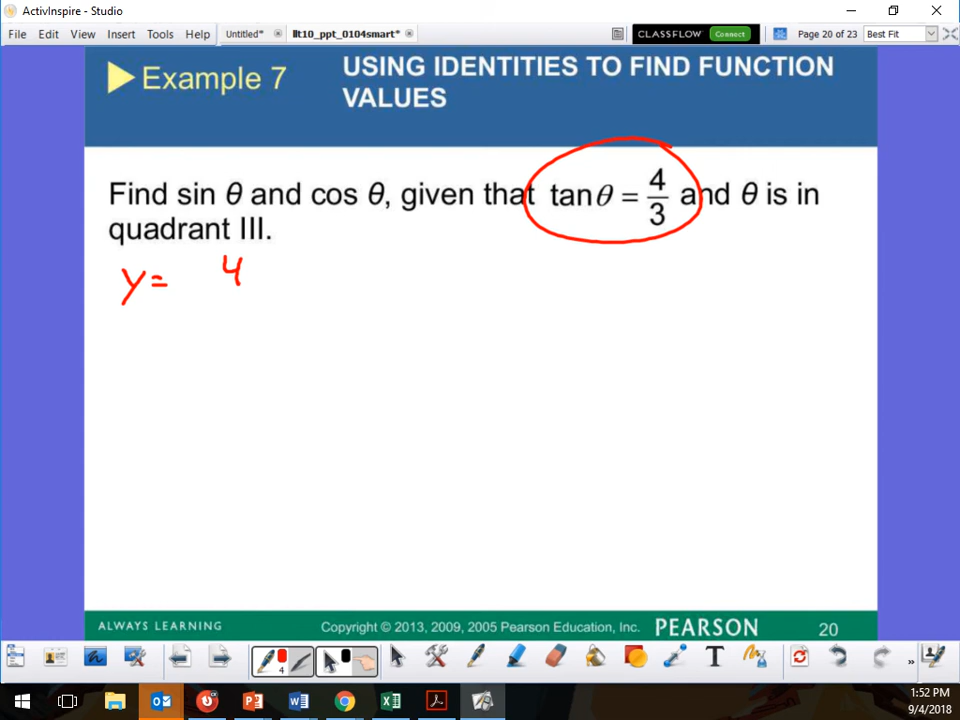 ActivInspire - Studio
File Edit View Insert Tools Help Untitled* llt10_ppt_0104smart* CLASSFLOW Connect Page 20 of 23 Best Fit
Example 7 USING IDENTITIES TO FIND FUNCTION
VALUES
Find sin θ and cos θ, given that tan θ = 4/3 and θ is in
quadrant III.
y= 4
ALWAYS LEARNING Copyright © 2013, 2009, 2005 Pearson Education, Inc. PEARSON 20
4 T »
1:52 PM
9/4/2018